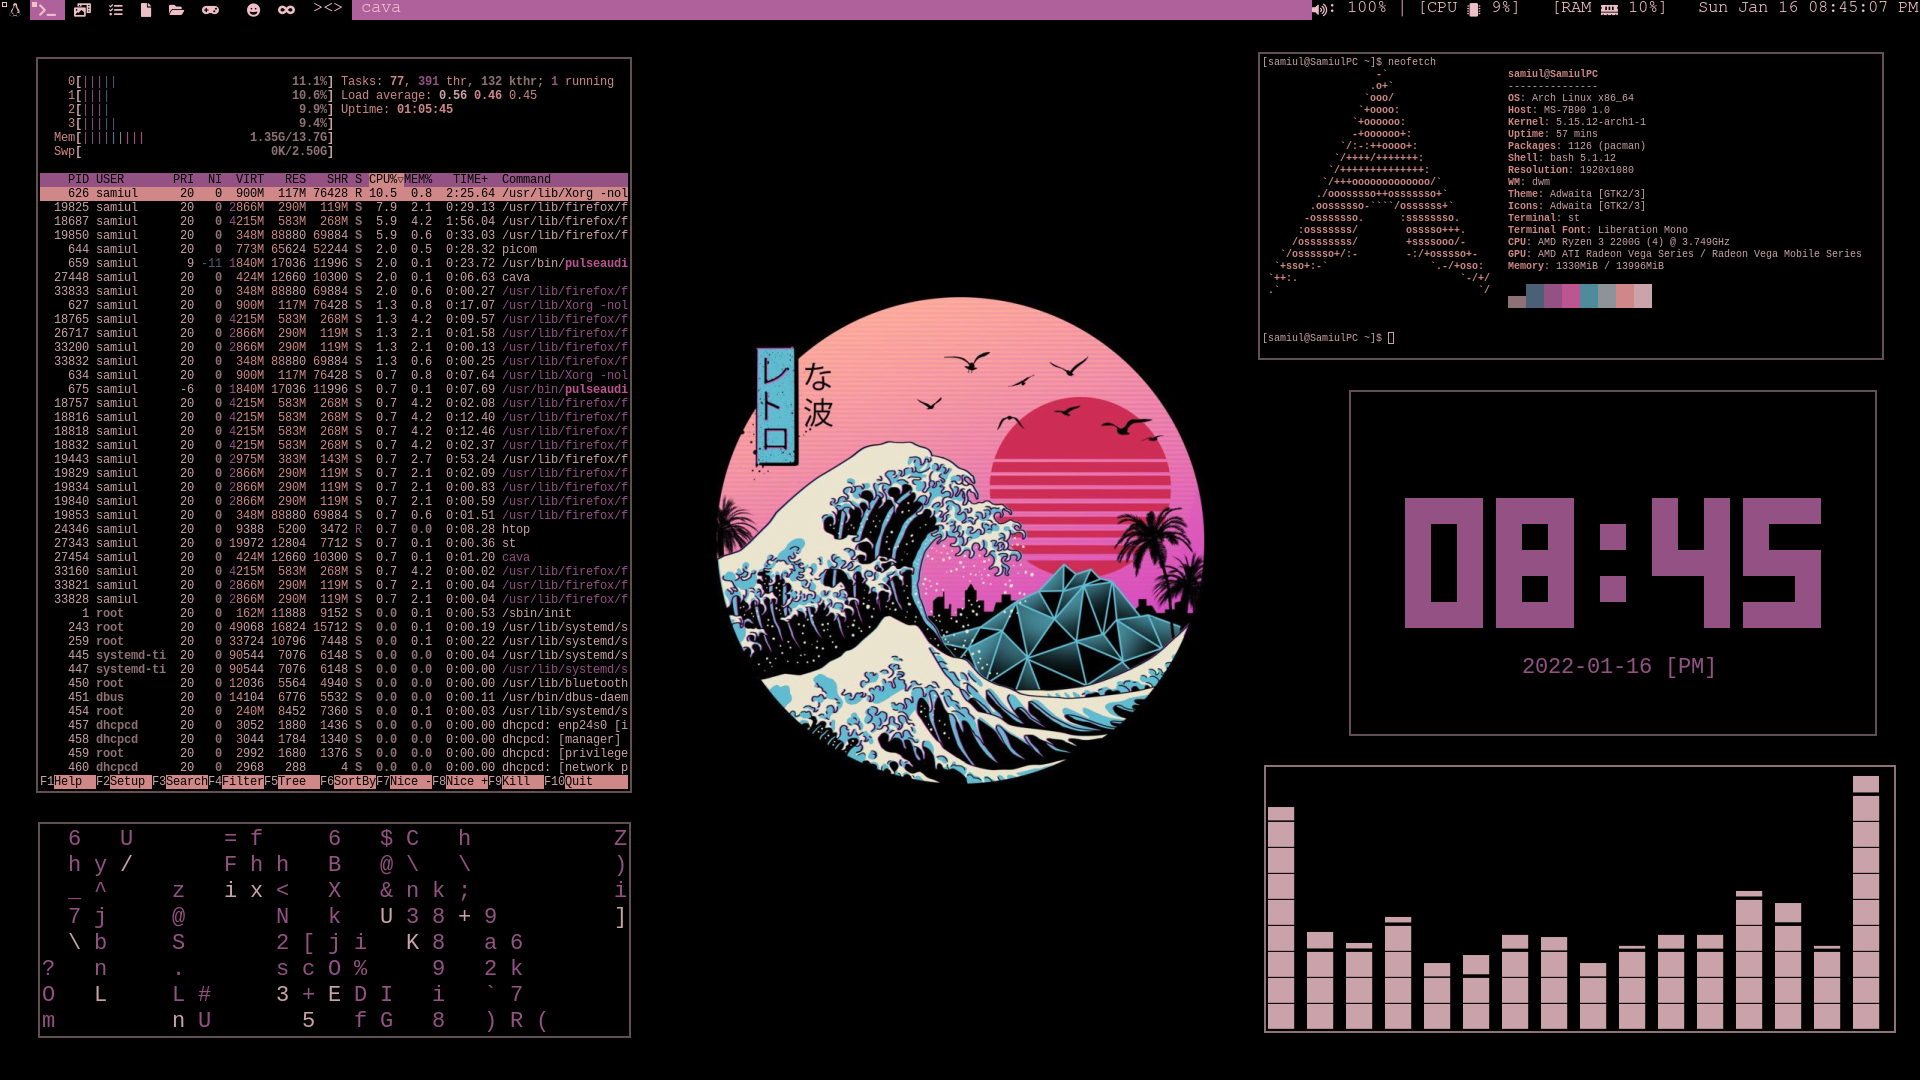 ><> cava : 100% | [CPU 9%] [RAM 10%] Sun Jan 16 08:45:07 PM
0[||||| 11.1%] Tasks: 77, 391 thr, 132 kthr; 1 running
1[|||| 10.6%] Load average: 0.56 0.46 0.45
2[|||| 9.9%] Uptime: 01:05:45
3[||||| 9.4%]
Mem[||||||||| 1.35G/13.7G]
Swp[ 0K/2.50G]
PID USER PRI NI VIRT RES SHR S CPU%▽MEM% TIME+ Command
626 samiul 20 0 900M 117M 76428 R 10.5 0.8 2:25.64 /usr/lib/Xorg -nol
19825 samiul 20 0 2866M 290M 119M S 7.9 2.1 0:29.13 /usr/lib/firefox/f
18687 samiul 20 0 4215M 583M 268M S 5.9 4.2 1:56.04 /usr/lib/firefox/f
19850 samiul 20 0 348M 88880 69884 S 5.9 0.6 0:33.03 /usr/lib/firefox/f
644 samiul 20 0 773M 65624 52244 S 2.0 0.5 0:28.32 picom
659 samiul 9 -11 1840M 17036 11996 S 2.0 0.1 0:23.72 /usr/bin/pulseaudi
27448 samiul 20 0 424M 12660 10300 S 2.0 0.1 0:06.63 cava
33833 samiul 20 0 348M 88880 69884 S 2.0 0.6 0:00.27 /usr/lib/firefox/f
627 samiul 20 0 900M 117M 76428 S 1.3 0.8 0:17.07 /usr/lib/Xorg -nol
18765 samiul 20 0 4215M 583M 268M S 1.3 4.2 0:09.57 /usr/lib/firefox/f
26717 samiul 20 0 2866M 290M 119M S 1.3 2.1 0:01.58 /usr/lib/firefox/f
33200 samiul 20 0 2866M 290M 119M S 1.3 2.1 0:00.13 /usr/lib/firefox/f
33832 samiul 20 0 348M 88880 69884 S 1.3 0.6 0:00.25 /usr/lib/firefox/f
634 samiul 20 0 900M 117M 76428 S 0.7 0.8 0:07.64 /usr/lib/Xorg -nol
675 samiul -6 0 1840M 17036 11996 S 0.7 0.1 0:07.69 /usr/bin/pulseaudi
18757 samiul 20 0 4215M 583M 268M S 0.7 4.2 0:02.08 /usr/lib/firefox/f
18816 samiul 20 0 4215M 583M 268M S 0.7 4.2 0:12.40 /usr/lib/firefox/f
18818 samiul 20 0 4215M 583M 268M S 0.7 4.2 0:12.46 /usr/lib/firefox/f
18832 samiul 20 0 4215M 583M 268M S 0.7 4.2 0:02.37 /usr/lib/firefox/f
19443 samiul 20 0 2975M 383M 143M S 0.7 2.7 0:53.24 /usr/lib/firefox/f
19829 samiul 20 0 2866M 290M 119M S 0.7 2.1 0:02.09 /usr/lib/firefox/f
19834 samiul 20 0 2866M 290M 119M S 0.7 2.1 0:00.83 /usr/lib/firefox/f
19840 samiul 20 0 2866M 290M 119M S 0.7 2.1 0:00.59 /usr/lib/firefox/f
19853 samiul 20 0 348M 88880 69884 S 0.7 0.6 0:01.51 /usr/lib/firefox/f
24346 samiul 20 0 9388 5200 3472 R 0.7 0.0 0:08.28 htop
27343 samiul 20 0 19972 12804 7712 S 0.7 0.1 0:00.36 st
27454 samiul 20 0 424M 12660 10300 S 0.7 0.1 0:01.20 cava
33160 samiul 20 0 4215M 583M 268M S 0.7 4.2 0:00.02 /usr/lib/firefox/f
33821 samiul 20 0 2866M 290M 119M S 0.7 2.1 0:00.04 /usr/lib/firefox/f
33828 samiul 20 0 2866M 290M 119M S 0.7 2.1 0:00.04 /usr/lib/firefox/f
1 root 20 0 162M 11888 9152 S 0.0 0.1 0:00.53 /sbin/init
243 root 20 0 49068 16824 15712 S 0.0 0.1 0:00.19 /usr/lib/systemd/s
259 root 20 0 33724 10796 7448 S 0.0 0.1 0:00.22 /usr/lib/systemd/s
445 systemd-ti 20 0 90544 7076 6148 S 0.0 0.0 0:00.04 /usr/lib/systemd/s
447 systemd-ti 20 0 90544 7076 6148 S 0.0 0.0 0:00.00 /usr/lib/systemd/s
450 root 20 0 12036 5564 4940 S 0.0 0.0 0:00.00 /usr/lib/bluetooth
451 dbus 20 0 14104 6776 5532 S 0.0 0.0 0:00.11 /usr/bin/dbus-daem
454 root 20 0 240M 8452 7360 S 0.0 0.1 0:00.03 /usr/lib/systemd/s
457 dhcpcd 20 0 3052 1880 1436 S 0.0 0.0 0:00.00 dhcpcd: enp24s0 [i
458 dhcpcd 20 0 3044 1784 1340 S 0.0 0.0 0:00.00 dhcpcd: [manager]
459 root 20 0 2992 1680 1376 S 0.0 0.0 0:00.00 dhcpcd: [privilege
460 dhcpcd 20 0 2968 288 4 S 0.0 0.0 0:00.00 dhcpcd: [network p
F1Help F2Setup F3SearchF4FilterF5Tree F6SortByF7Nice -F8Nice +F9Kill F10Quit
6 U = f 6 $ C h Z
h y / F h h B @ \ \ )
_ ^ z i x < X & n k ; i
7 j @ N k U 3 8 + 9 ]
\ b S 2 [ j i K 8 a 6
? n . s c O % 9 2 k
O L L # 3 + E D I i ` 7
m n U 5 f G 8 ) R (
レトロ
な波
[samiul@SamiulPC ~]$ neofetch
samiul@SamiulPC
---------------
OS: Arch Linux x86_64
Host: MS-7B90 1.0
Kernel: 5.15.12-arch1-1
Uptime: 57 mins
Packages: 1126 (pacman)
Shell: bash 5.1.12
Resolution: 1920x1080
WM: dwm
Theme: Adwaita [GTK2/3]
Icons: Adwaita [GTK2/3]
Terminal: st
Terminal Font: Liberation Mono
CPU: AMD Ryzen 3 2200G (4) @ 3.749GHz
GPU: AMD ATI Radeon Vega Series / Radeon Vega Mobile Series
Memory: 1330MiB / 13996MiB
[samiul@SamiulPC ~]$
08:45
2022-01-16 [PM]